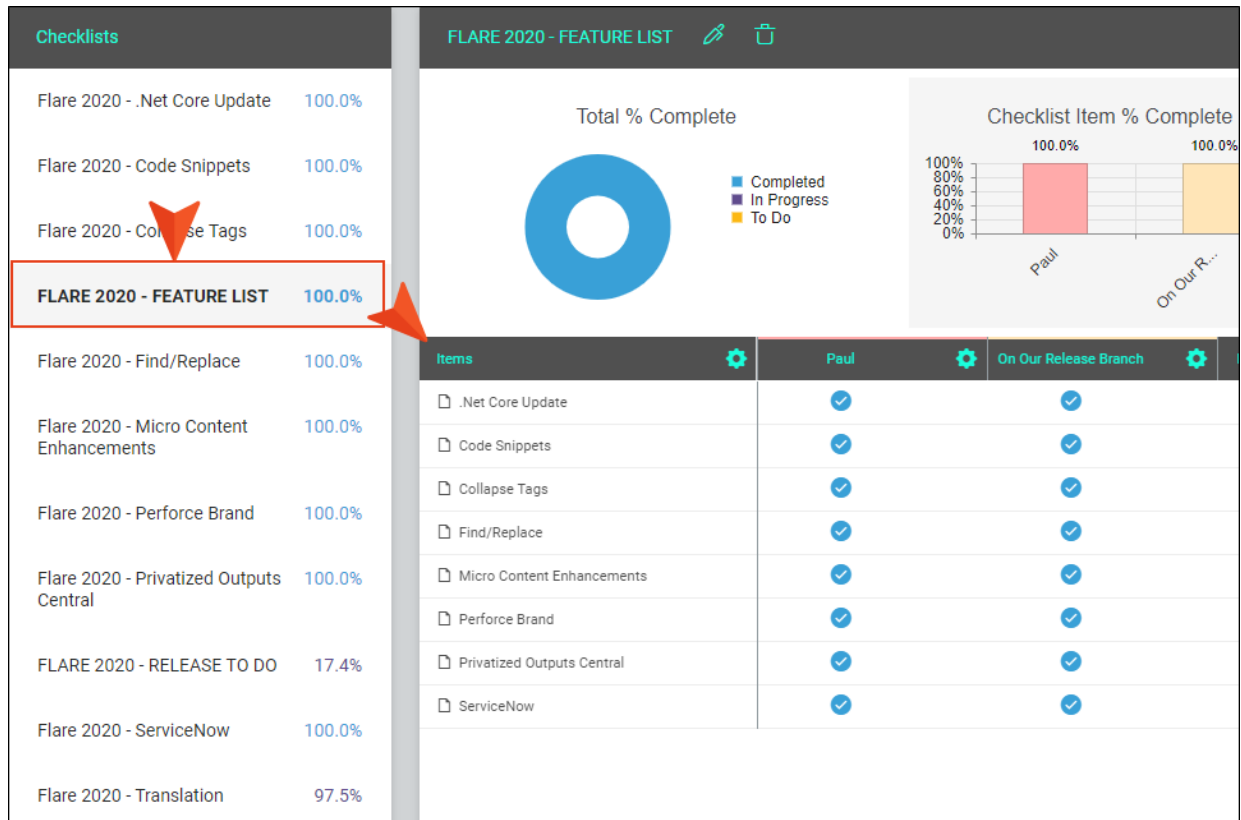 Checklists
Flare 2020 - .Net Core Update 100.0%
Flare 2020 - Code Snippets 100.0%
Flare 2020 - Co se Tags 100.0%
FLARE 2020 - FEATURE LIST 100.0%
Flare 2020 - Find/Replace 100.0%
Flare 2020 - Micro Content 100.0%
Enhancements
Flare 2020 - Perforce Brand 100.0%
Flare 2020 - Privatized Outputs 100.0%
Central
FLARE 2020 - RELEASE TO DO 17.4%
Flare 2020 - ServiceNow 100.0%
Flare 2020 - Translation 97.5%
FLARE 2020 - FEATURE LIST
Total % Complete
Completed
In Progress
To Do
Checklist Item % Complete
100.0% 100.0%
100%
80%
60%
40%
20%
0%
Paul
On Our R...
Items Paul On Our Release Branch
.Net Core Update
Code Snippets
Collapse Tags
Find/Replace
Micro Content Enhancements
Perforce Brand
Privatized Outputs Central
ServiceNow